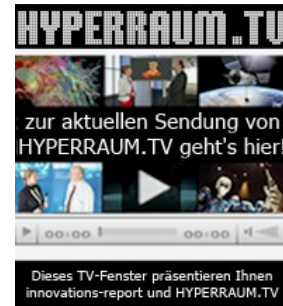 HYPERRAUM.TV
zur aktuellen Sendung von
HYPERRAUM.TV geht's hier!
00:00 00:00
Dieses TV-Fenster präsentieren Ihnen
innovations-report und HYPERRAUM.TV